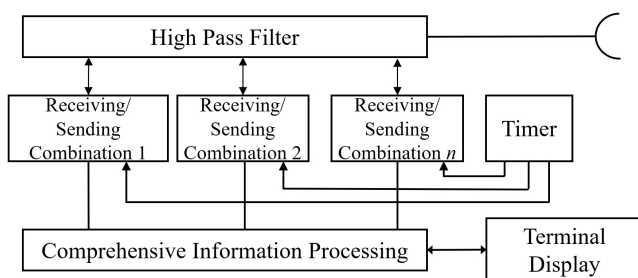 High Pass Filter
Receiving/
Sending
Combination 1
Receiving/
Sending
Combination 2
Receiving/
Sending
Combination n
Timer
Comprehensive Information Processing
Terminal
Display